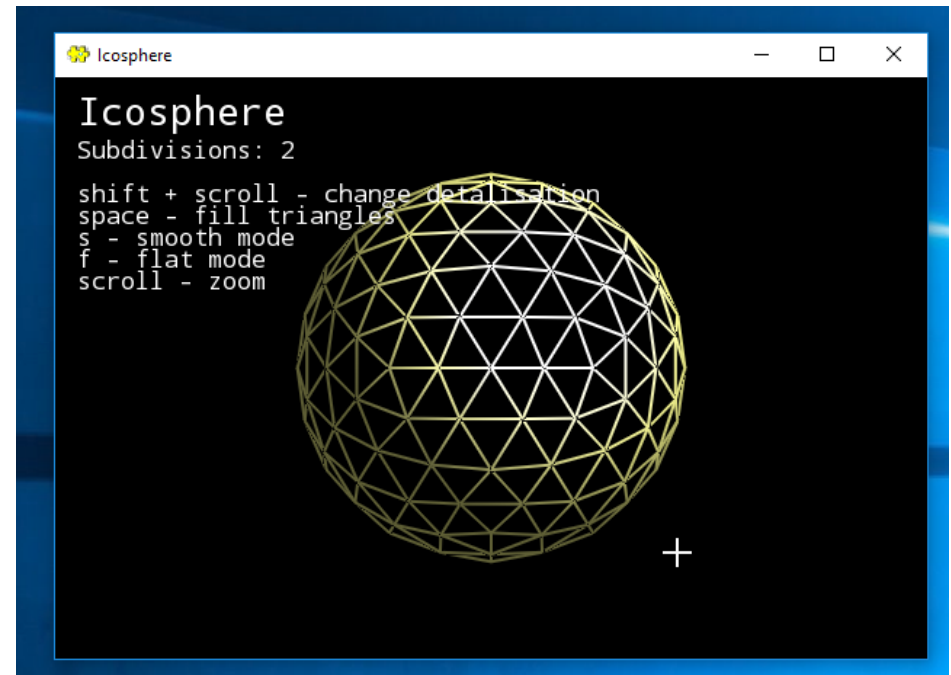 Icosphere
Icosphere
Subdivisions: 2
shift + scroll - change detalisation
space - fill triangles
s - smooth mode
f - flat mode
scroll - zoom